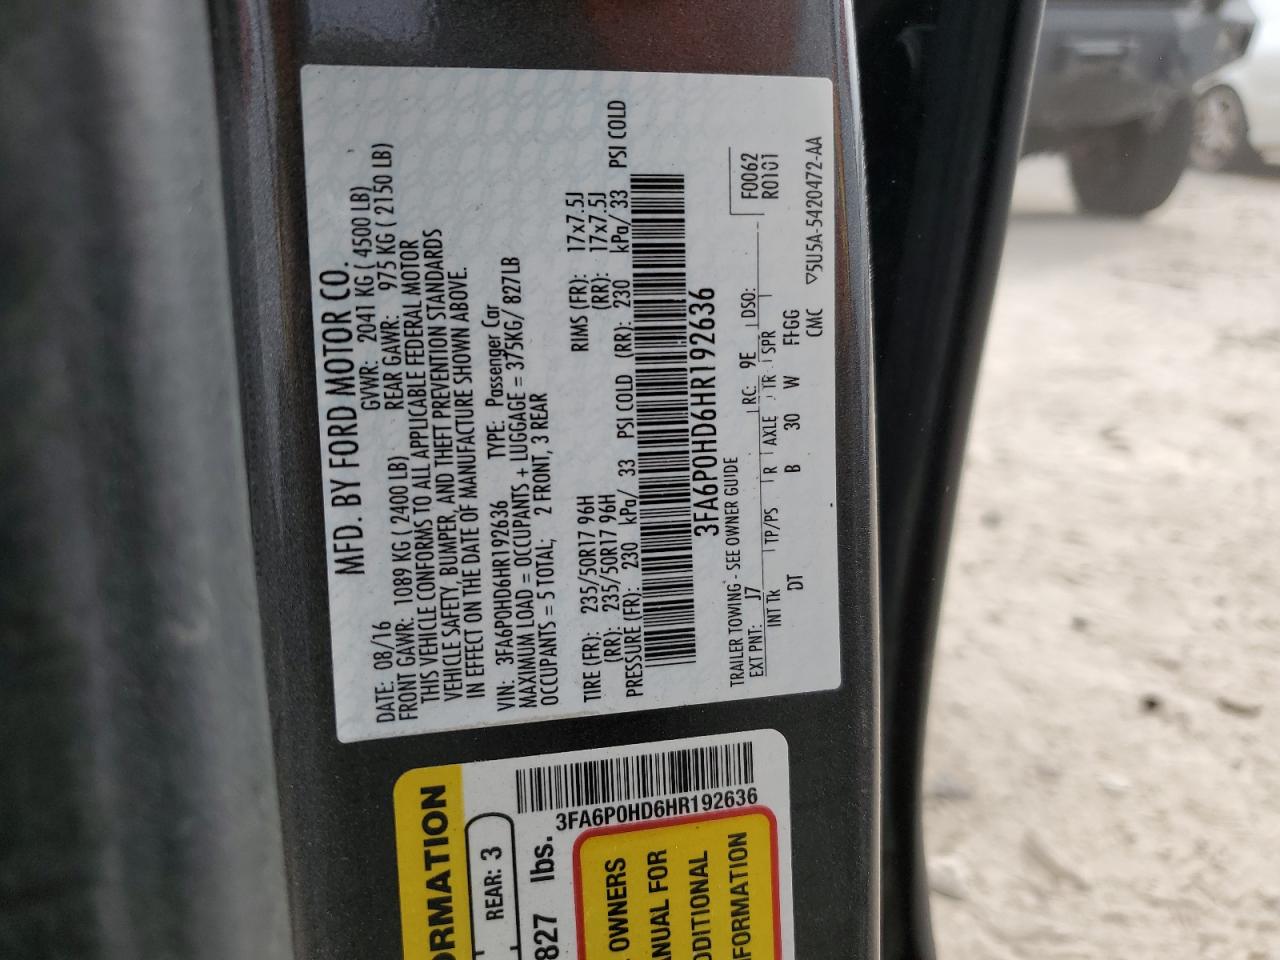 MFD. BY FORD MOTOR CO.
DATE: 08/16 GVWR: 2041 KG ( 4500 LB)
FRONT GAWR: 1089 KG ( 2400 LB) REAR GAWR: 975 KG ( 2150 LB)
THIS VEHICLE CONFORMS TO ALL APPLICABLE FEDERAL MOTOR
VEHICLE SAFETY, BUMPER, AND THEFT PREVENTION STANDARDS
IN EFFECT ON THE DATE OF MANUFACTURE SHOWN ABOVE.
VIN: 3FA6P0HD6HR192636 TYPE: Passenger Car
MAXIMUM LOAD = OCCUPANTS + LUGGAGE = 375KG/ 827LB
OCCUPANTS = 5 TOTAL; 2 FRONT, 3 REAR
TIRE (FR): 235/50R17 96H RIMS (FR): 17x7.5J
(RR): 235/50R17 96H (RR): 17x7.5J
PRESSURE (FR): 230 kPa/ 33 PSI COLD (RR): 230 kPa/ 33 PSI COLD
3FA6P0HD6HR192636
TRAILER TOWING - SEE OWNER GUIDE
F0062
R0101
EXT PNT: J7 RC: 9E DSO:
INT TR TP/PS R AXLE TR SPR
DT B 30 W FFGG
CMC
▽5U5A-5420472-AA
3FA6P0HD6HR192636
ORMATION
REAR: 3
827 lbs.
OWNERS
ANUAL FOR
DDITIONAL
FORMATION